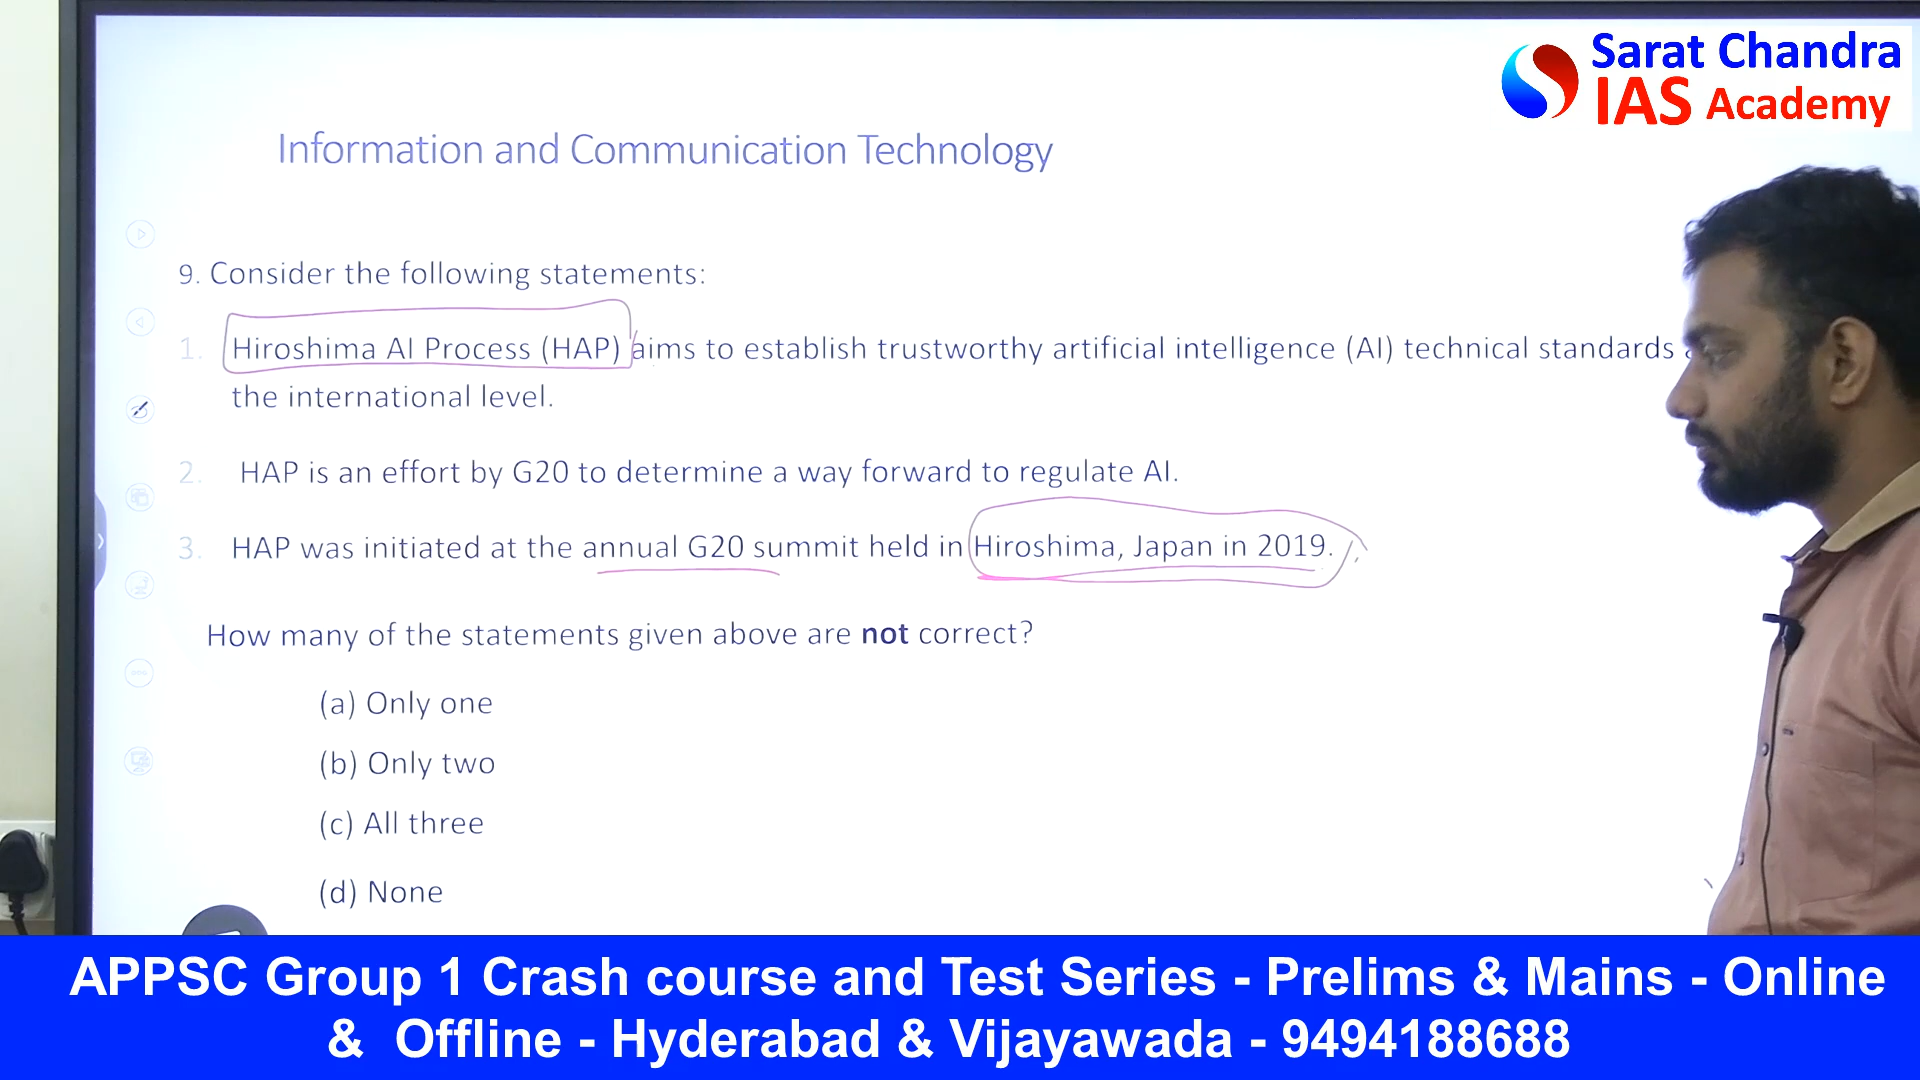 Sarat Chandra
IAS Academy
Information and Communication Technology
9. Consider the following statements:
1. Hiroshima AI Process (HAP) aims to establish trustworthy artificial intelligence (AI) technical standards
the international level.
2. HAP is an effort by G20 to determine a way forward to regulate AI.
3. HAP was initiated at the annual G20 summit held in Hiroshima, Japan in 2019.
How many of the statements given above are not correct?
(a) Only one
(b) Only two
(c) All three
(d) None
APPSC Group 1 Crash course and Test Series - Prelims & Mains - Online
& Offline - Hyderabad & Vijayawada - 9494188688